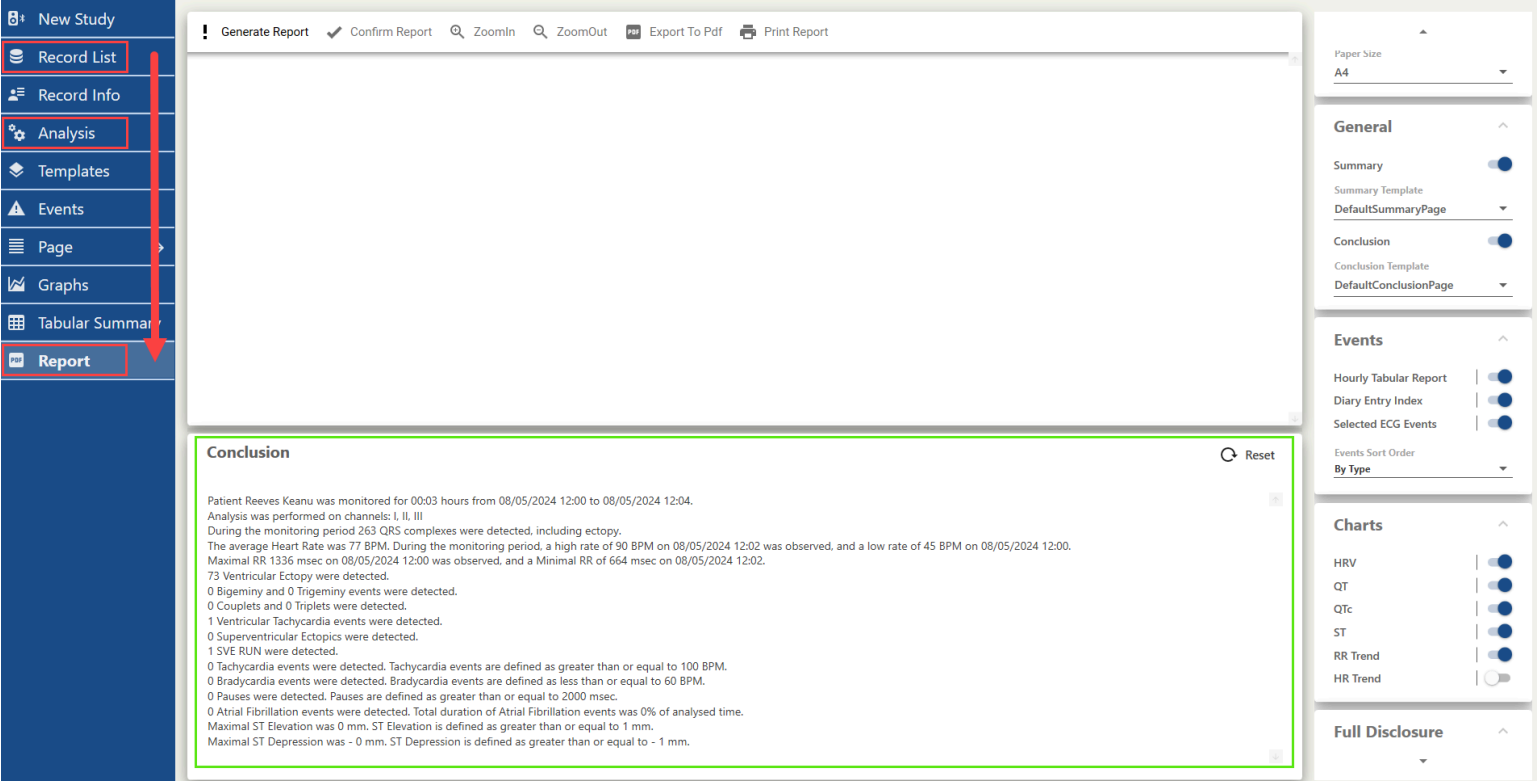 New Study
Record List
Record Info
Analysis
Templates
Events
Page
Graphs
Tabular Summary
Report
Generate Report Confirm Report ZoomIn ZoomOut Export To Pdf Print Report
Conclusion
Reset
Patient Reeves Keanu was monitored for 00:03 hours from 08/05/2024 12:00 to 08/05/2024 12:04.
Analysis was performed on channels: I, II, III
During the monitoring period 263 QRS complexes were detected, including ectopy.
The average Heart Rate was 77 BPM. During the monitoring period, a high rate of 90 BPM on 08/05/2024 12:02 was observed, and a low rate of 45 BPM on 08/05/2024 12:00.
Maximal RR 1336 msec on 08/05/2024 12:00 was observed, and a Minimal RR of 664 msec on 08/05/2024 12:02.
73 Ventricular Ectopy were detected.
0 Bigeminy and 0 Trigeminy events were detected.
0 Couplets and 0 Triplets were detected.
1 Ventricular Tachycardia events were detected.
0 Superventricular Ectopics were detected.
1 SVE RUN were detected.
0 Tachycardia events were detected. Tachycardia events are defined as greater than or equal to 100 BPM.
0 Bradycardia events were detected. Bradycardia events are defined as less than or equal to 60 BPM.
0 Pauses were detected. Pauses are defined as greater than or equal to 2000 msec.
0 Atrial Fibrillation events were detected. Total duration of Atrial Fibrillation events was 0% of analysed time.
Maximal ST Elevation was 0 mm. ST Elevation is defined as greater than or equal to 1 mm.
Maximal ST Depression was - 0 mm. ST Depression is defined as greater than or equal to - 1 mm.
Paper Size
A4
General
Summary
Summary Template
DefaultSummaryPage
Conclusion
Conclusion Template
DefaultConclusionPage
Events
Hourly Tabular Report
Diary Entry Index
Selected ECG Events
Events Sort Order
By Type
Charts
HRV
QT
QTc
ST
RR Trend
HR Trend
Full Disclosure
PDF
PDF